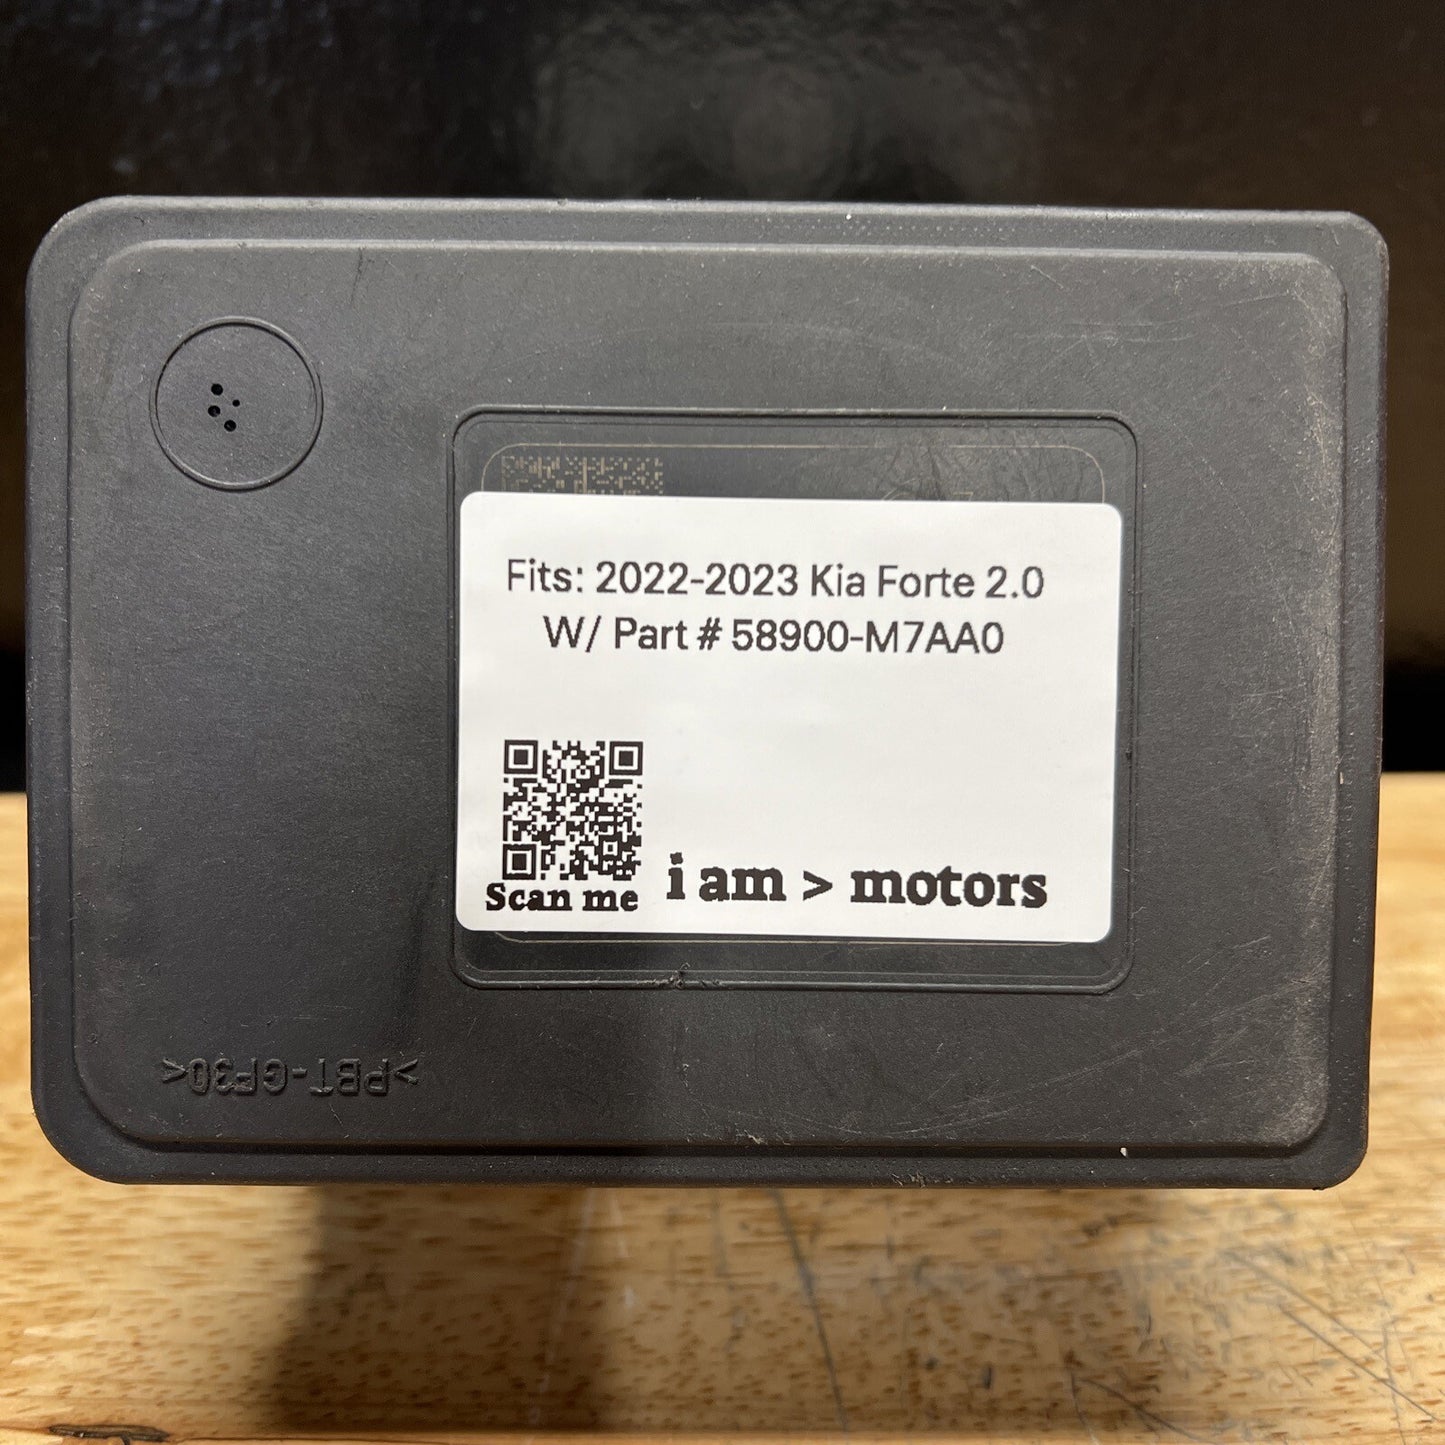 Fits: 2022-2023 Kia Forte 2.0
W/ Part # 58900-M7AA0
Scan me
i am > motors
>PBT-GF30<